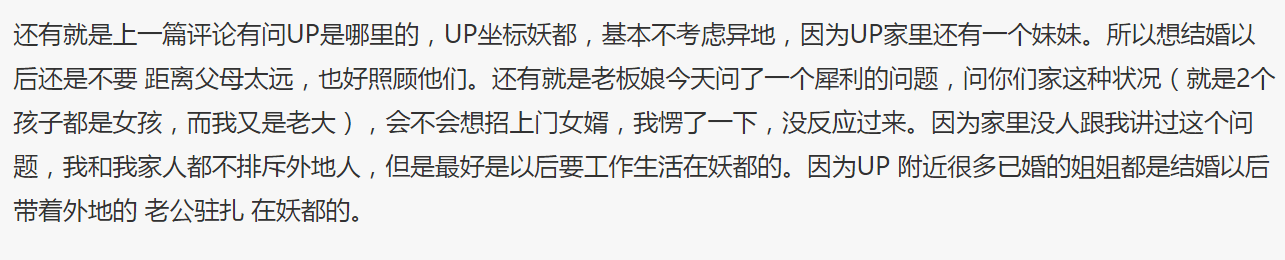 还有就是上一篇评论有问UP是哪里的，UP坐标妖都，基本不考虑异地，因为UP家里还有一个妹妹。所以想结婚以
后还是不要 距离父母太远，也好照顾他们。还有就是老板娘今天问了一个犀利的问题，问你们家这种状况（就是2个
孩子都是女孩，而我又是老大），会不会想招上门女婿，我愣了一下，没反应过来。因为家里没人跟我讲过这个问
题，我和我家人都不排斥外地人，但是最好是以后要工作生活在妖都的。因为UP 附近很多已婚的姐姐都是结婚以后
带着外地的 老公驻扎 在妖都的。